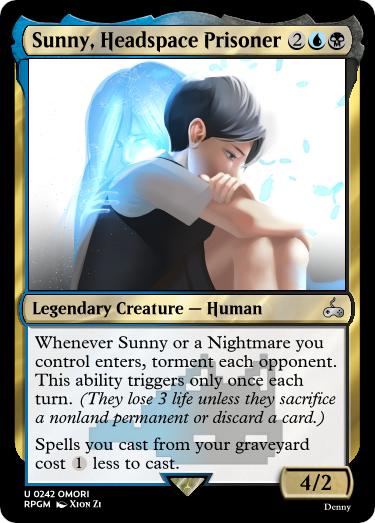 Sunny, Headspace Prisoner 2
Legendary Creature — Human
Whenever Sunny or a Nightmare you
control enters, torment each opponent.
This ability triggers only once each
turn. (They lose 3 life unless they sacrifice
a nonland permanent or discard a card.)
Spells you cast from your graveyard
cost 1 less to cast.
4/2
U 0242 OMORI
RPGM Xion Zi
Denny